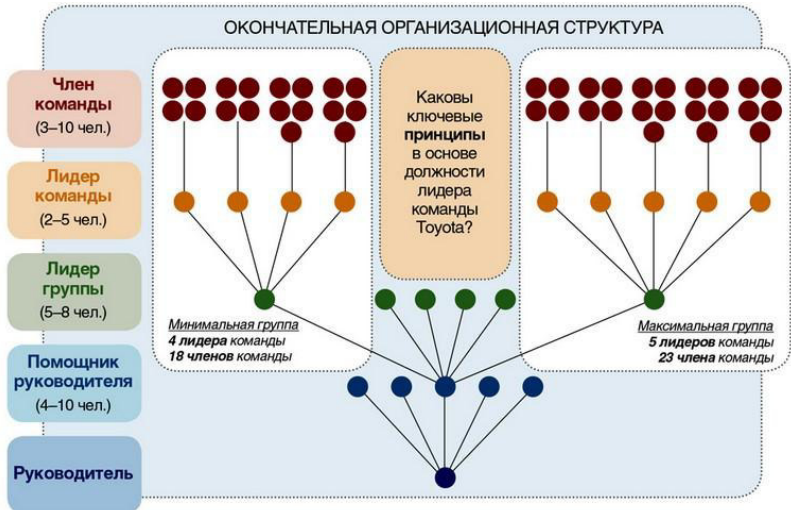 ОКОНЧАТЕЛЬНАЯ ОРГАНИЗАЦИОННАЯ СТРУКТУРА
Член
команды
(3–10 чел.)
Лидер
команды
(2–5 чел.)
Лидер
группы
(5–8 чел.)
Помощник
руководителя
(4–10 чел.)
Руководитель
Каковы
ключевые
принципы
в основе
должности
лидера
команды
Toyota?
Минимальная группа
4 лидера команды
18 членов команды
Максимальная группа
5 лидеров команды
23 члена команды